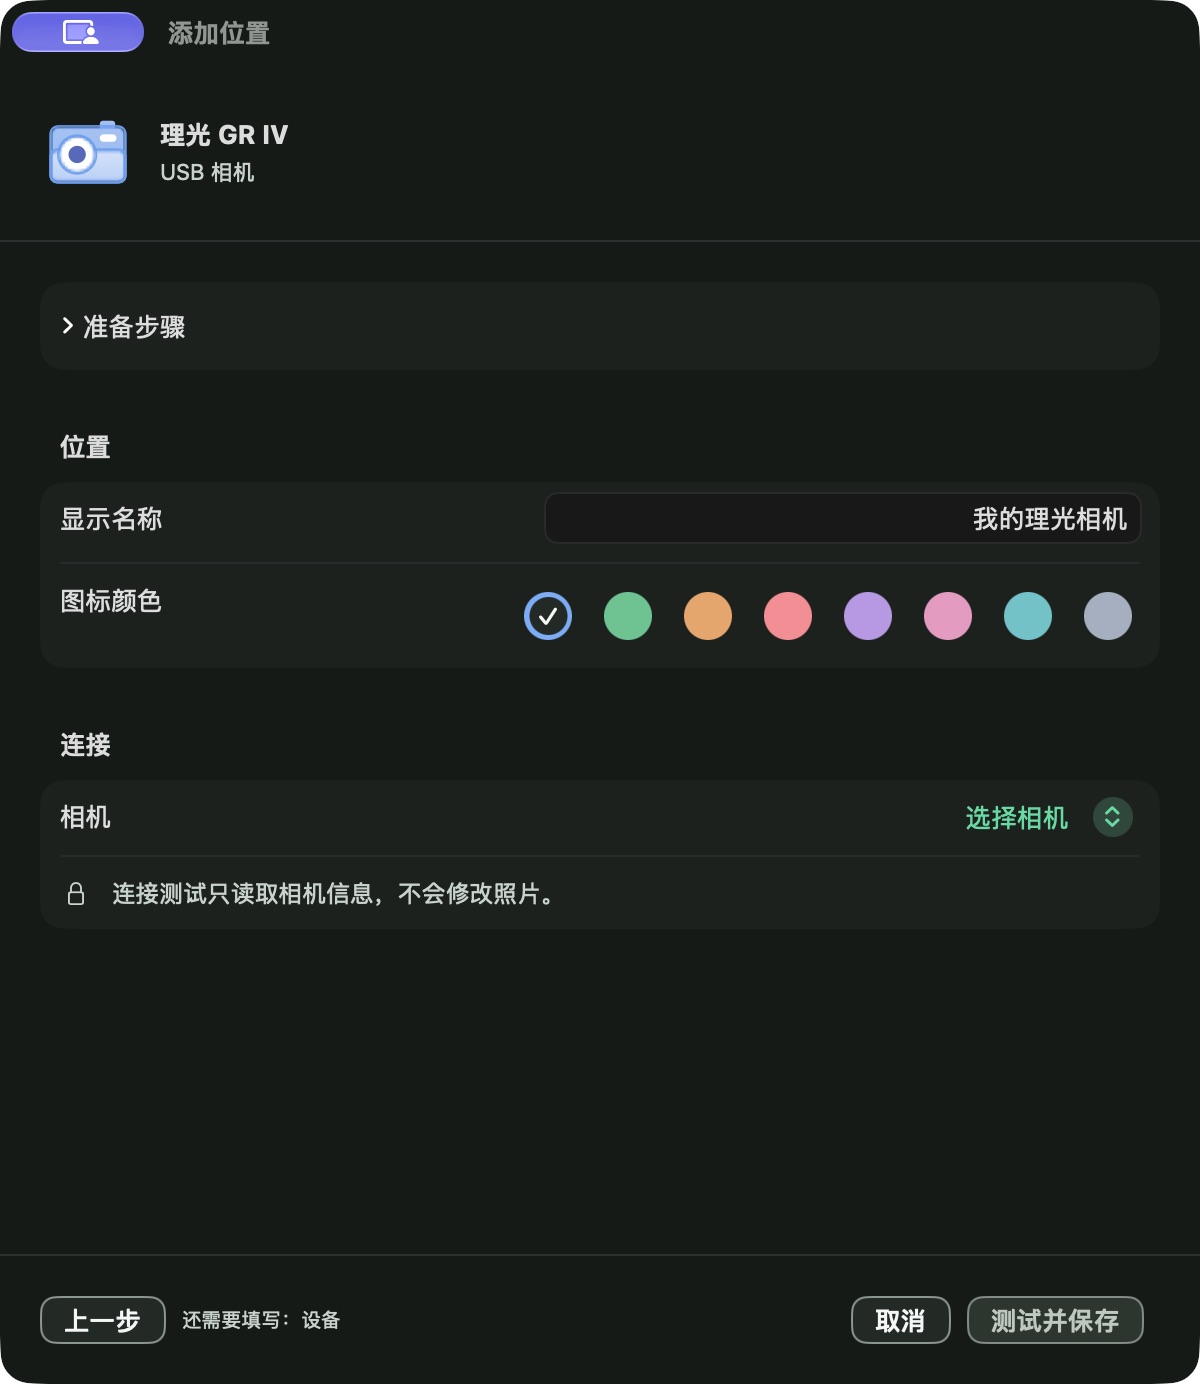 添加位置
理光 GR IV
USB 相机
准备步骤
位置
显示名称
我的理光相机
图标颜色
连接
相机
选择相机
连接测试只读取相机信息，不会修改照片。
上一步
还需要填写：设备
取消
测试并保存